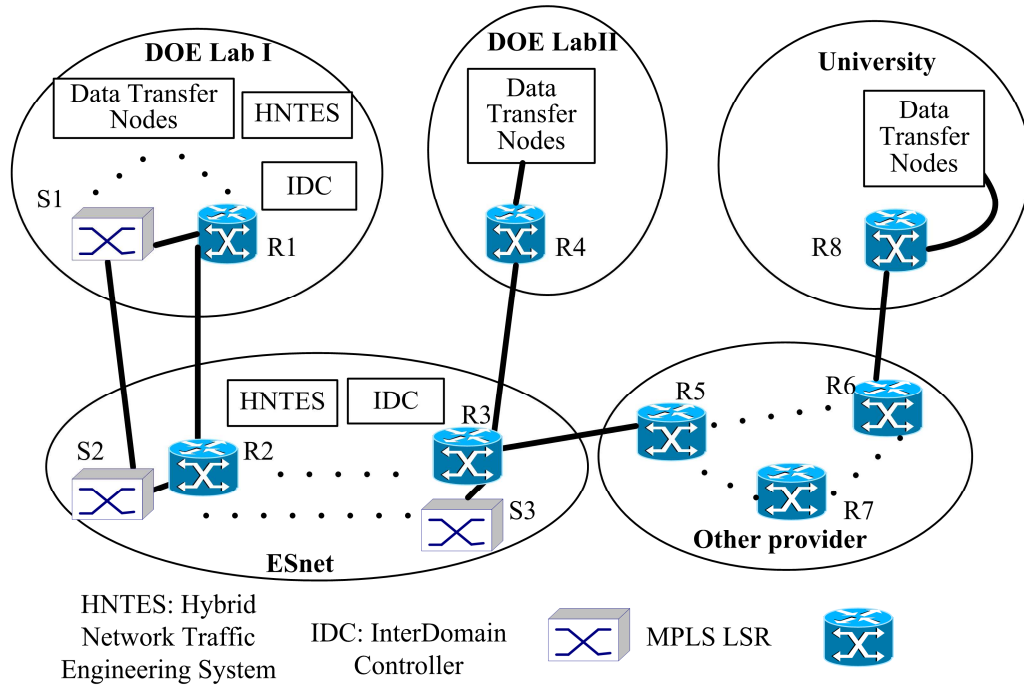 DOE Lab I
DOE LabII
University
Data Transfer
Nodes
HNTES
Data
Transfer
Nodes
Data
Transfer
Nodes
IDC
S1
R1
R4
R8
HNTES
IDC
R3
R5
R6
S2
R2
S3
R7
Other provider
ESnet
HNTES: Hybrid
Network Traffic
Engineering System
IDC: InterDomain
Controller
MPLS LSR